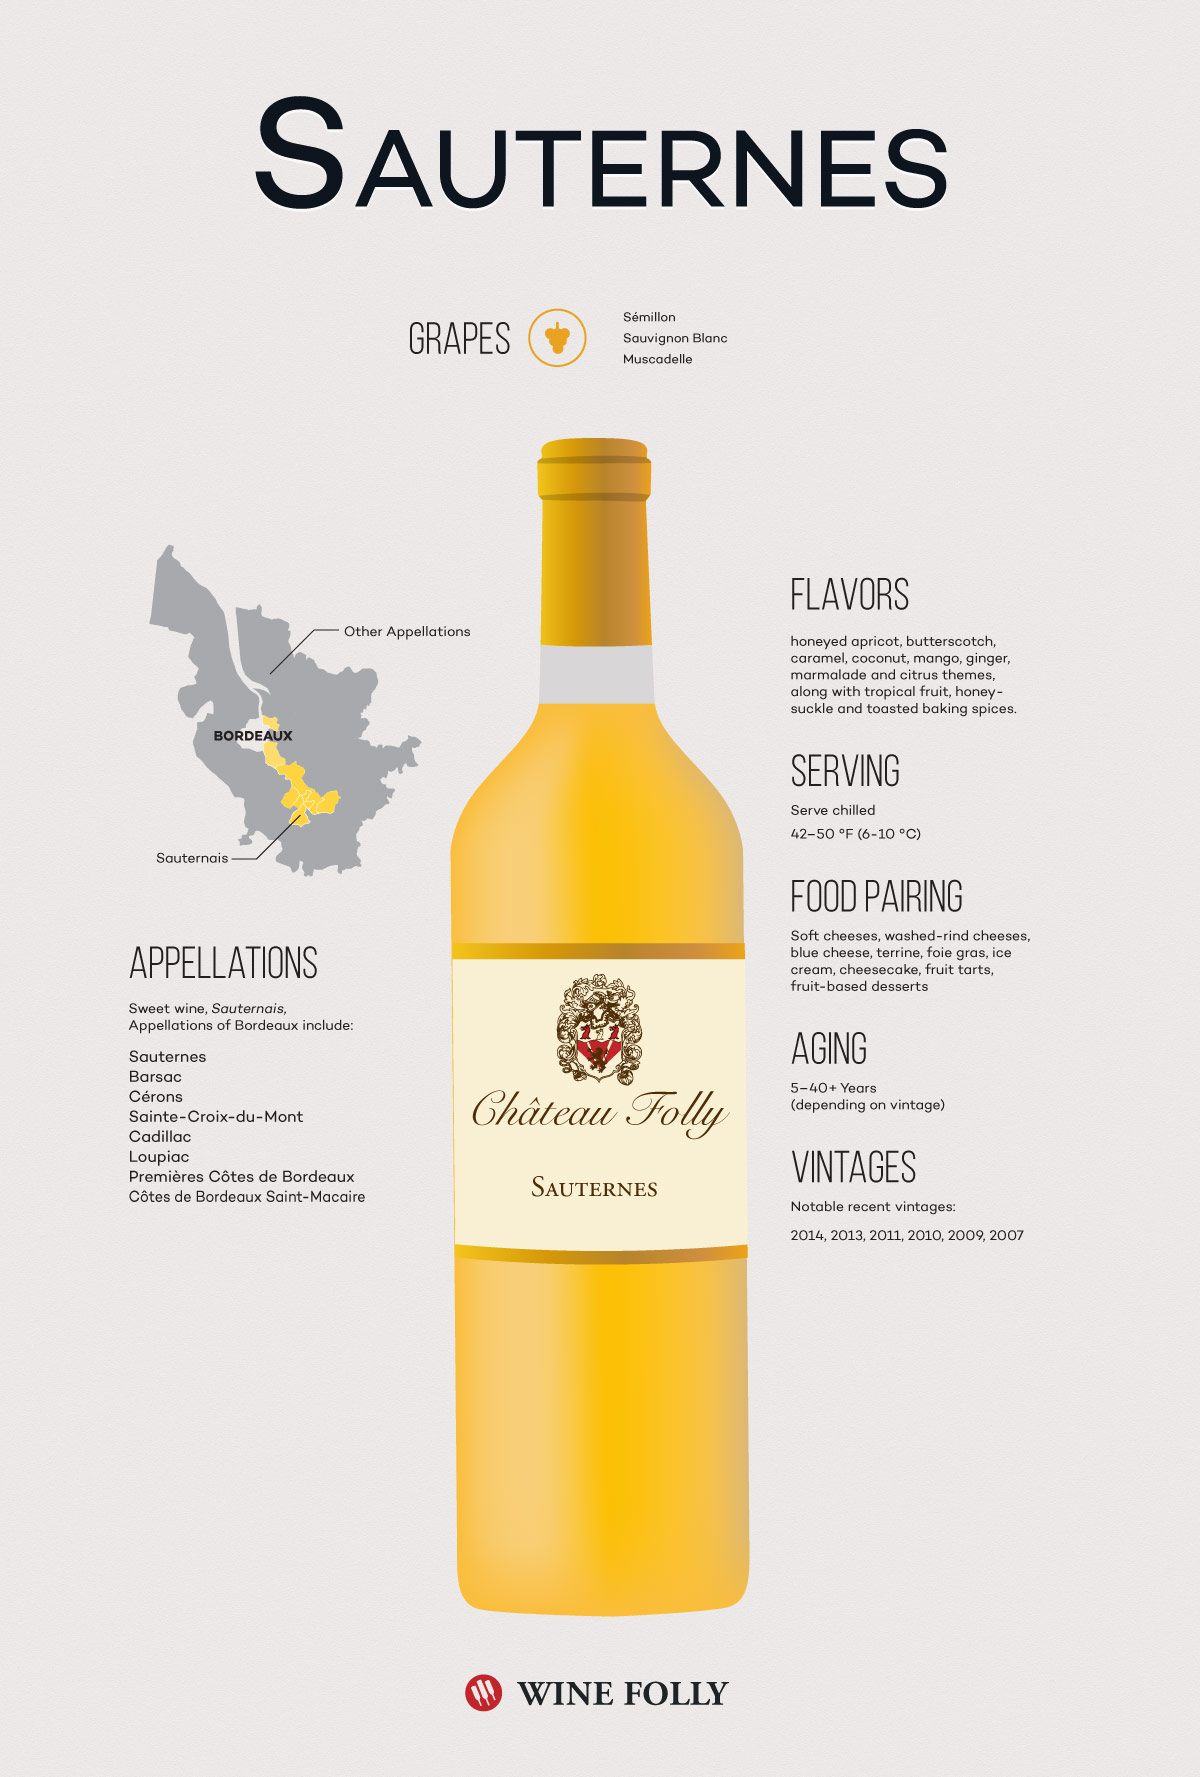 SAUTERNES
GRAPES
Sémillon
Sauvignon Blanc
Muscadelle
Other Appellations
BORDEAUX
Sauternais
APPELLATIONS
Sweet wine, Sauternais,
Appellations of Bordeaux include:
Sauternes
Barsac
Cérons
Sainte-Croix-du-Mont
Cadillac
Loupiac
Premières Côtes de Bordeaux
Côtes de Bordeaux Saint-Macaire
Château Folly
SAUTERNES
FLAVORS
honeyed apricot, butterscotch,
caramel, coconut, mango, ginger,
marmalade and citrus themes,
along with tropical fruit, honey-
suckle and toasted baking spices.
SERVING
Serve chilled
42–50 °F (6-10 °C)
FOOD PAIRING
Soft cheeses, washed-rind cheeses,
blue cheese, terrine, foie gras, ice
cream, cheesecake, fruit tarts,
fruit-based desserts
AGING
5–40+ Years
(depending on vintage)
VINTAGES
Notable recent vintages:
2014, 2013, 2011, 2010, 2009, 2007
WINE FOLLY